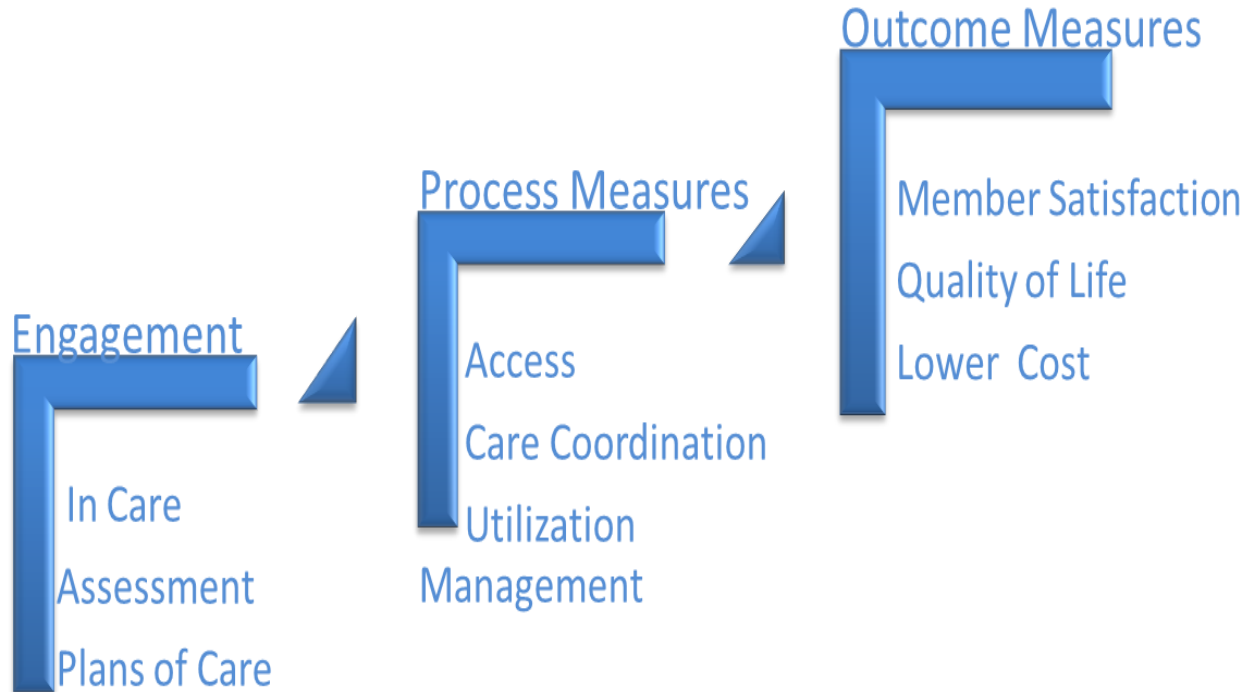 Engagement
In Care
Assessment
Plans of Care
Process Measures
Access
Care Coordination
Utilization
Management
Outcome Measures
Member Satisfaction
Quality of Life
Lower Cost